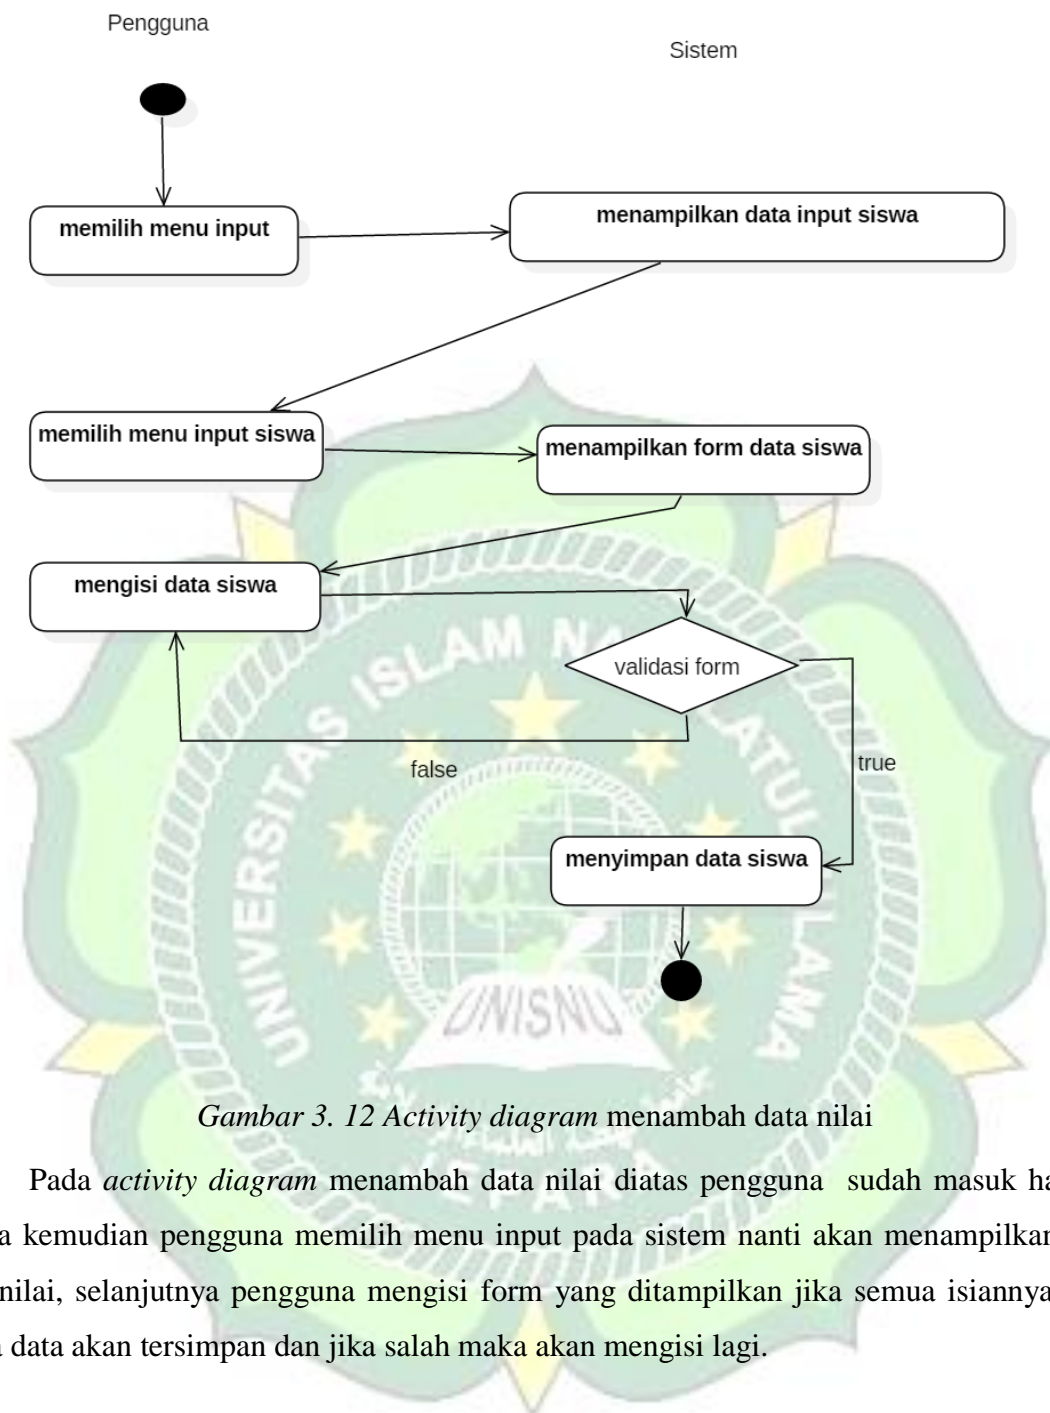 Pengguna
Sistem
memilih menu input
menampilkan data input siswa
memilih menu input siswa
menampilkan form data siswa
mengisi data siswa
validasi form
false
true
menyimpan data siswa
UNIVERSITAS ISLAM
UNISNU
Gambar 3. 12 Activity diagram menambah data nilai
Pada activity diagram menambah data nilai diatas pengguna sudah masuk ha
a kemudian pengguna memilih menu input pada sistem nanti akan menampilkan
nilai, selanjutnya pengguna mengisi form yang ditampilkan jika semua isiannya
data akan tersimpan dan jika salah maka akan mengisi lagi.